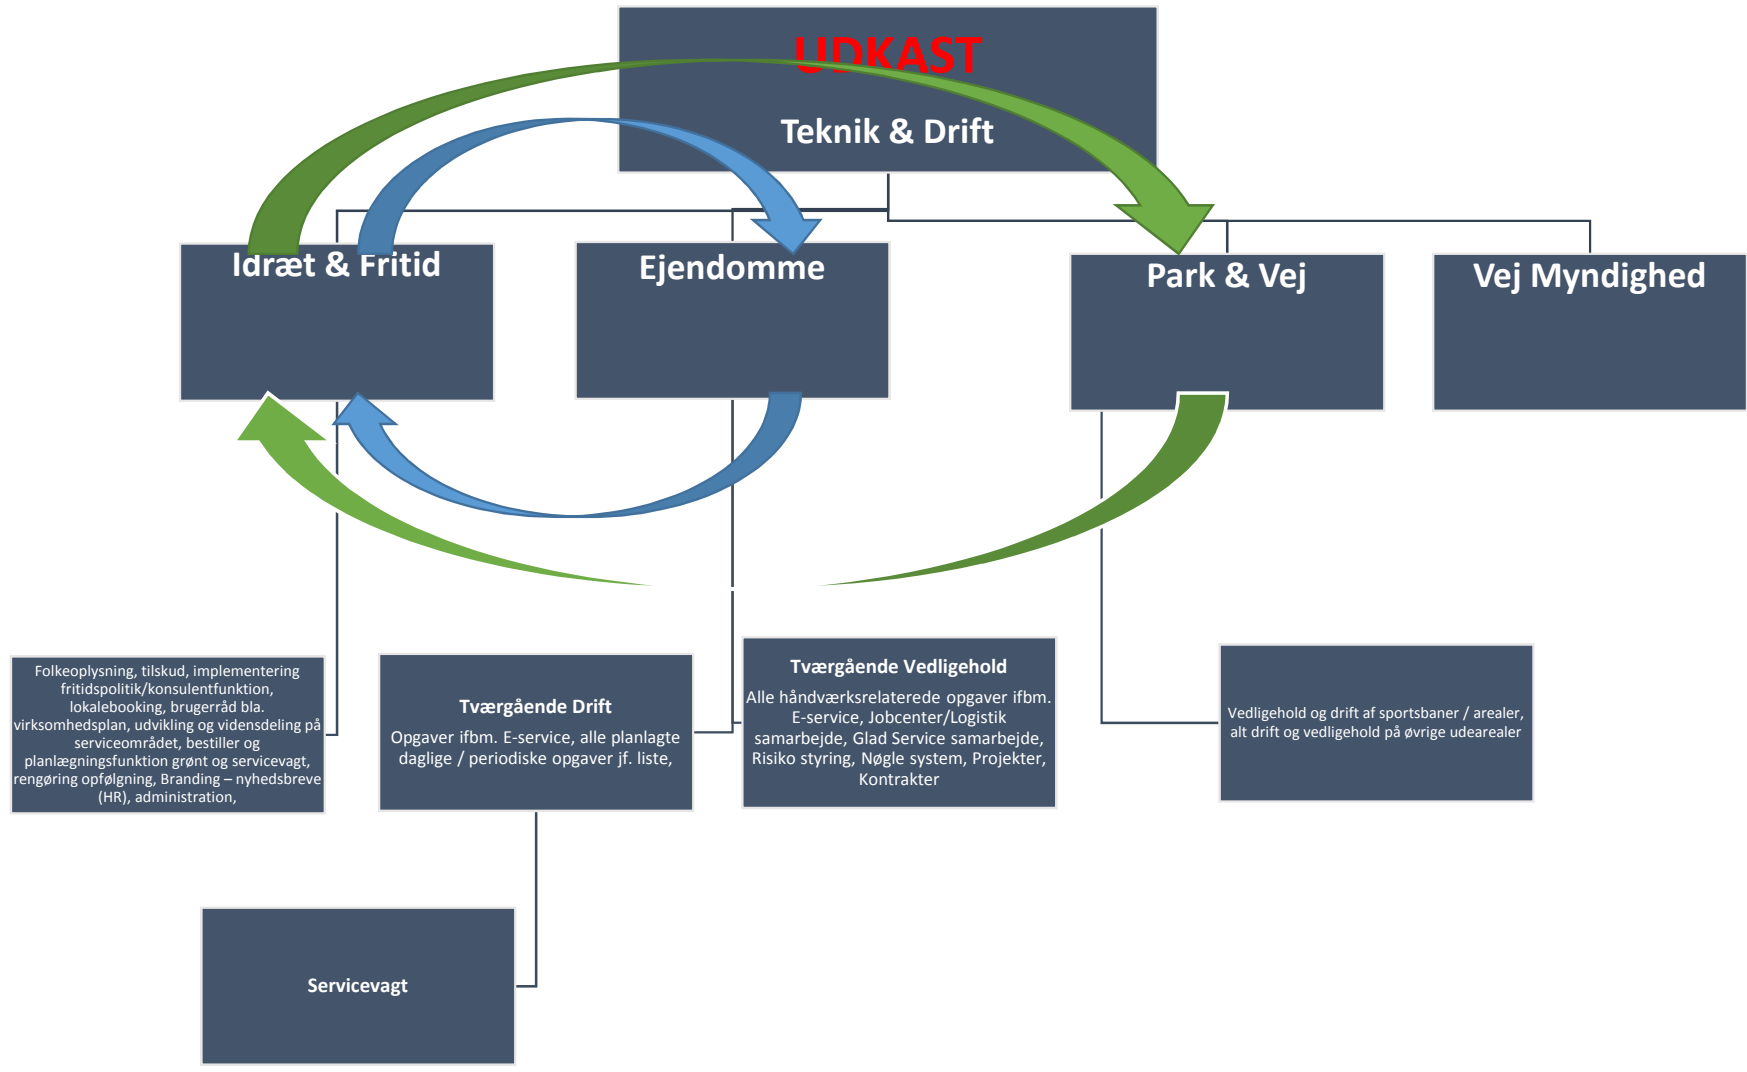 UDKAST
Teknik & Drift
Idræt & Fritid
Ejendomme
Park & Vej
Vej Myndighed
Folkeoplysning, tilskud, implementering
fritidspolitik/konsulentfunktion,
lokalebooking, brugerråd bla.
virksomhedsplan, udvikling og vidensdeling på
serviceområdet, bestiller og
planlægningsfunktion grønt og servicevagt,
rengøring opfølgning, Branding – nyhedsbreve
(HR), administration,
Tværgående Drift
Opgaver ifbm. E-service, alle planlagte
daglige / periodiske opgaver jf. liste,
Tværgående Vedligehold
Alle håndværksrelaterede opgaver ifbm.
E-service, Jobcenter/Logistik
samarbejde, Glad Service samarbejde,
Risiko styring, Nøgle system, Projekter,
Kontrakter
Vedligehold og drift af sportsbaner / arealer,
alt drift og vedligehold på øvrige udearealer
Servicevagt